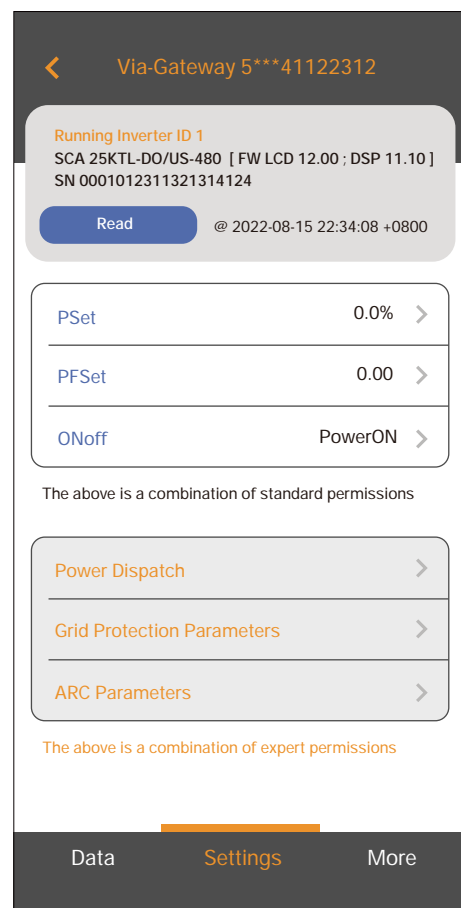 Via-Gateway 5***41122312
Running Inverter ID 1
SCA 25KTL-DO/US-480 [ FW LCD 12.00 ; DSP 11.10 ]
SN 0001012311321314124
Read @ 2022-08-15 22:34:08 +0800
PSet 0.0%
PFSet 0.00
ONoff PowerON
The above is a combination of standard permissions
Power Dispatch
Grid Protection Parameters
ARC Parameters
The above is a combination of expert permissions
Data Settings More